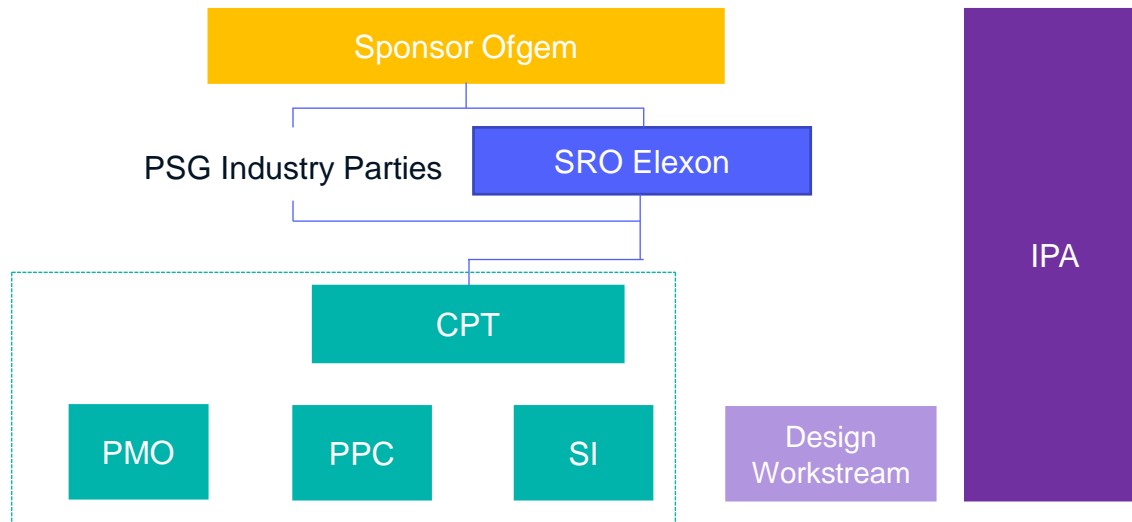 Sponsor Ofgem
PSG Industry Parties
SRO Elexon
IPA
CPT
PMO
PPC
SI
Design
Workstream